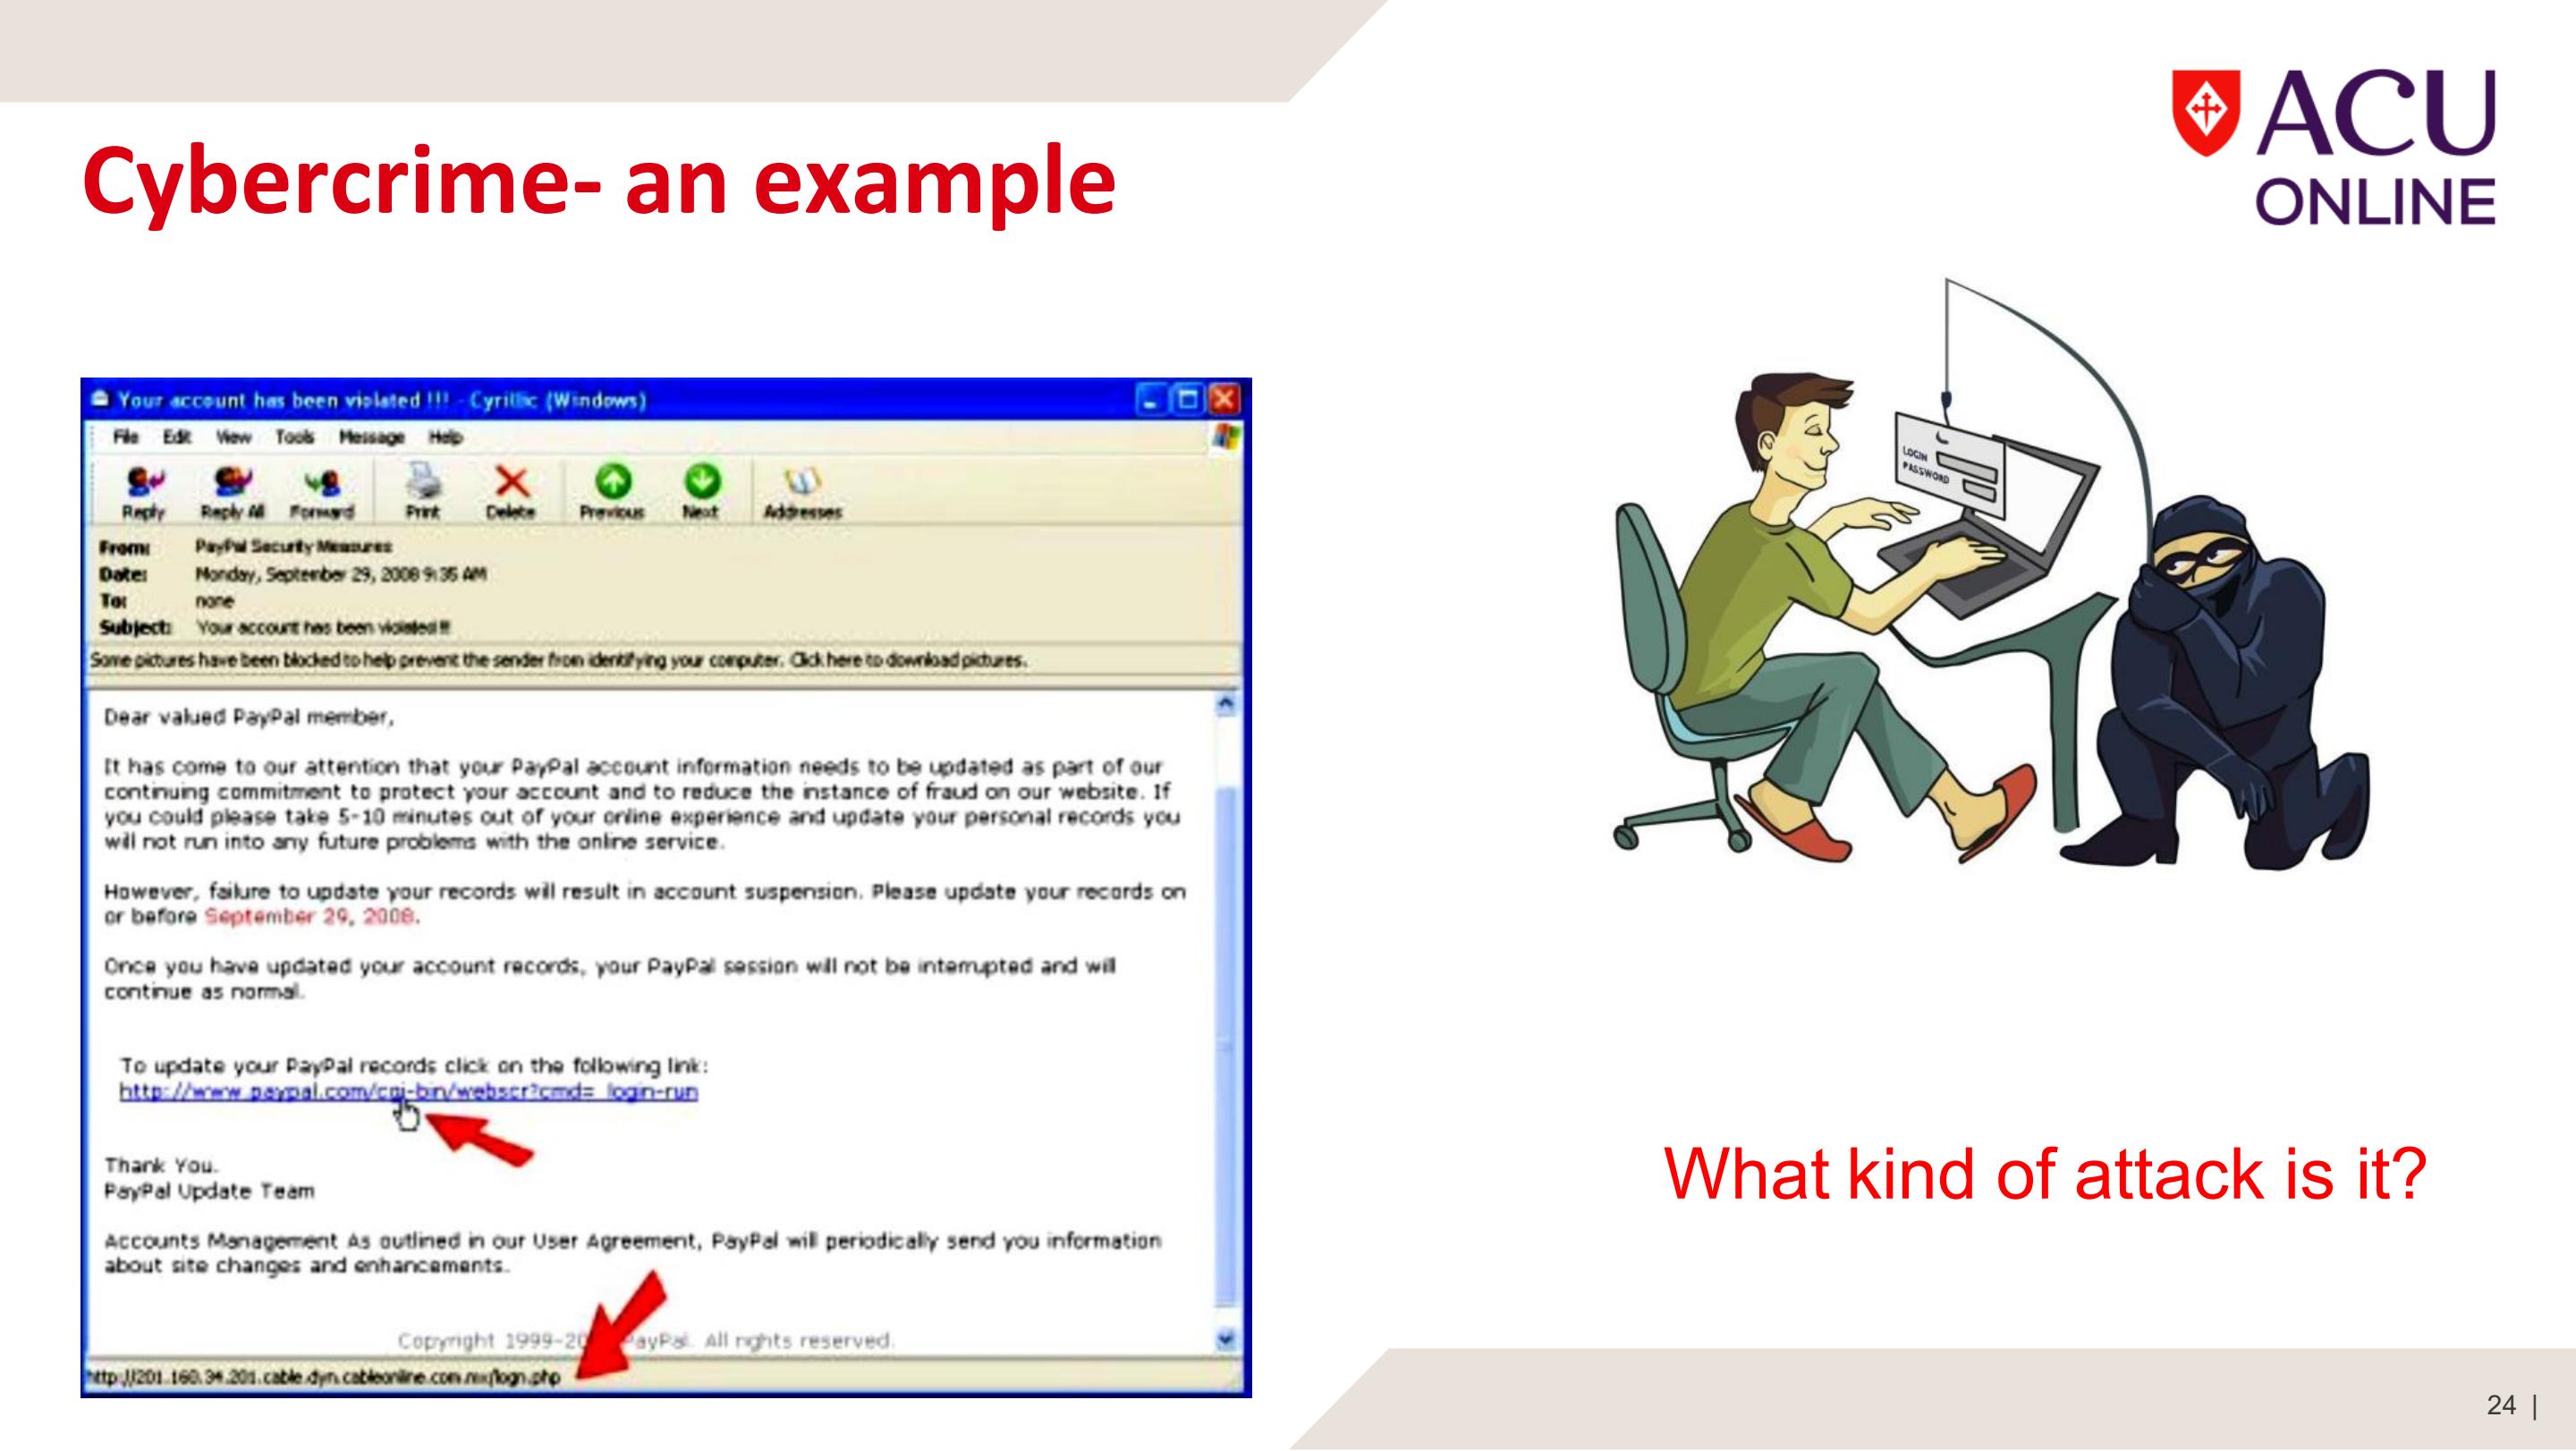 ACU
ONLINE
Cybercrime- an example
LOGIN
PASSWORD
Your account has been violated !!! - Cyrillic (Windows)
File Edit View Tools Message Help
Reply Reply All Forward Print Delete Previous Next Addresses
From: PayPal Security Measures
Date: Monday, September 29, 2008 9:35 AM
To: none
Subject: Your account has been violated!!!
Some pictures have been blocked to help prevent the sender from identifying your computer. Click here to download pictures.
Dear valued PayPal member,
It has come to our attention that your PayPal account information needs to be updated as part of our
continuing commitment to protect your account and to reduce the instance of fraud on our website. If
you could please take 5-10 minutes out of your online experience and update your personal records you
will not run into any future problems with the online service.
However, failure to update your records will result in account suspension. Please update your records on
or before September 29, 2008.
Once you have updated your account records, your PayPal session will not be interrupted and will
continue as normal.
To update your PayPal records click on the following link:
http://www.paypal.com/cgi-bin/webscr?cmd=_login-run
Thank You.
PayPal Update Team
Accounts Management As outlined in our User Agreement, PayPal will periodically send you information
about site changes and enhancements.
Copyright PayPal. All rights reserved.
http://201.160.34.201.cable.dyn.cableonline.com.mx/login.php
What kind of attack is it?
24 |